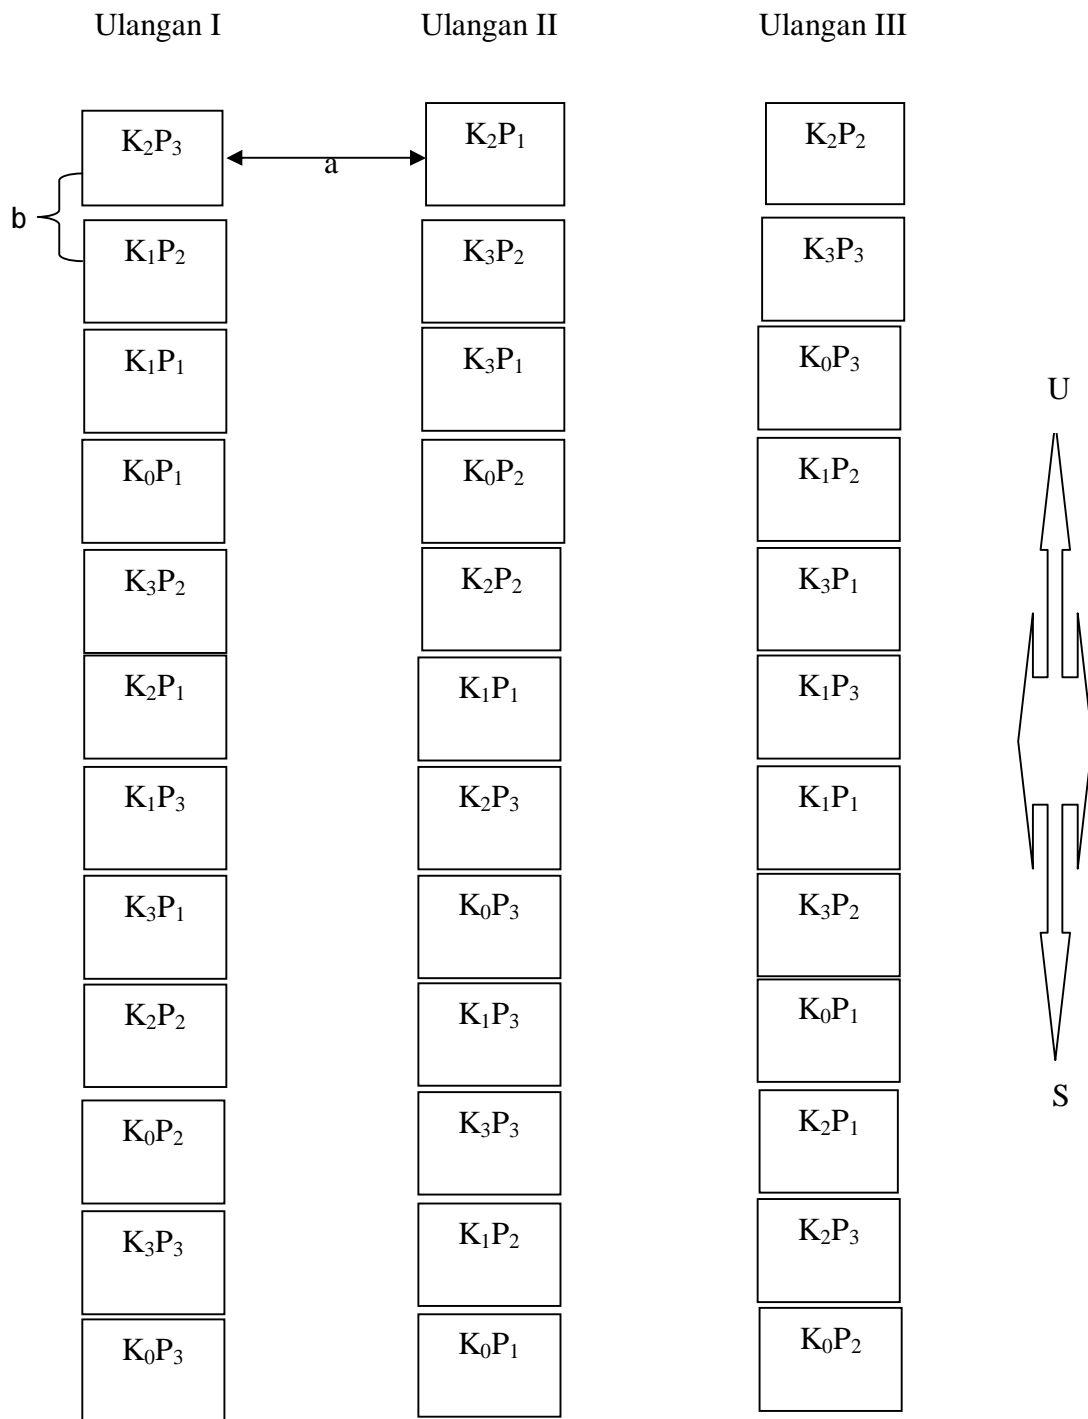 Ulangan I Ulangan II Ulangan III
K₂P₃ K₂P₁ K₂P₂
a
b
K₁P₂ K₃P₂ K₃P₃
K₁P₁ K₃P₁ K₀P₃
U
K₀P₁ K₀P₂ K₁P₂
K₃P₂ K₂P₂ K₃P₁
K₂P₁ K₁P₁ K₁P₃
K₁P₃ K₂P₃ K₁P₁
K₃P₁ K₀P₃ K₃P₂
K₂P₂ K₁P₃ K₀P₁
S
K₀P₂ K₃P₃ K₂P₁
K₃P₃ K₁P₂ K₂P₃
K₀P₃ K₀P₁ K₀P₂